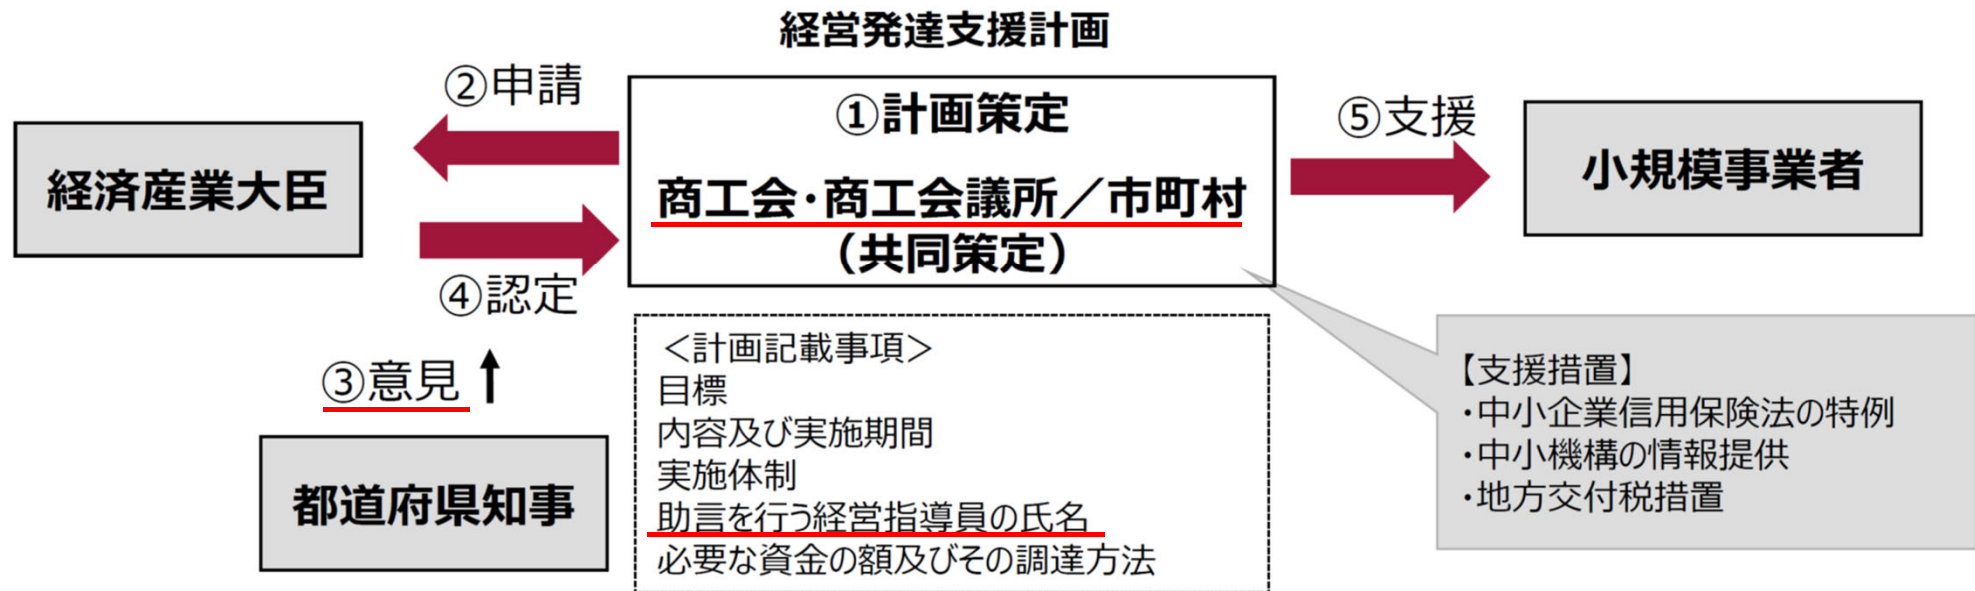 経営発達支援計画
②申請
経済産業大臣
④認定
③意見
都道府県知事
①計画策定
商工会・商工会議所／市町村
（共同策定）
＜計画記載事項＞
目標
内容及び実施期間
実施体制
助言を行う経営指導員の氏名
必要な資金の額及びその調達方法
⑤支援
小規模事業者
【支援措置】
・中小企業信用保険法の特例
・中小機構の情報提供
・地方交付税措置